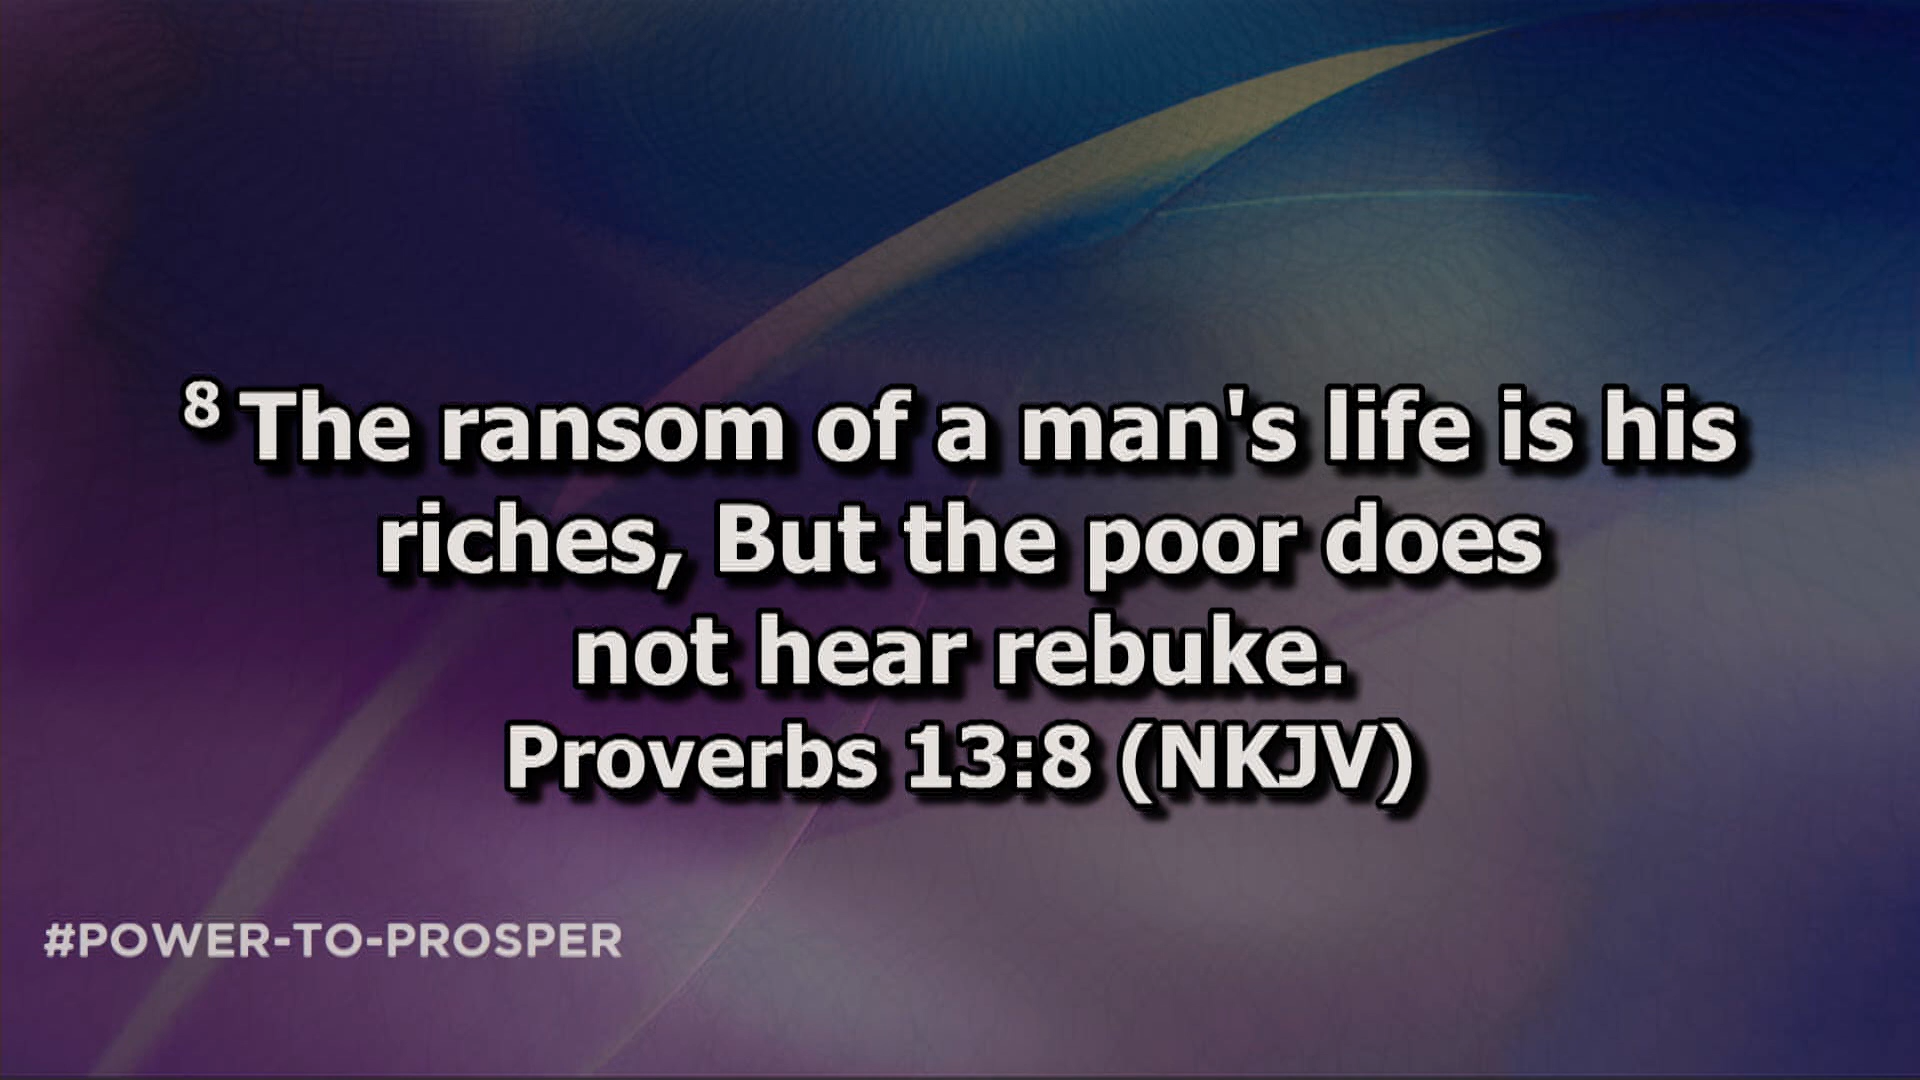 8 The ransom of a man's life is his
riches, But the poor does
not hear rebuke.
Proverbs 13:8 (NKJV)
#POWER-TO-PROSPER